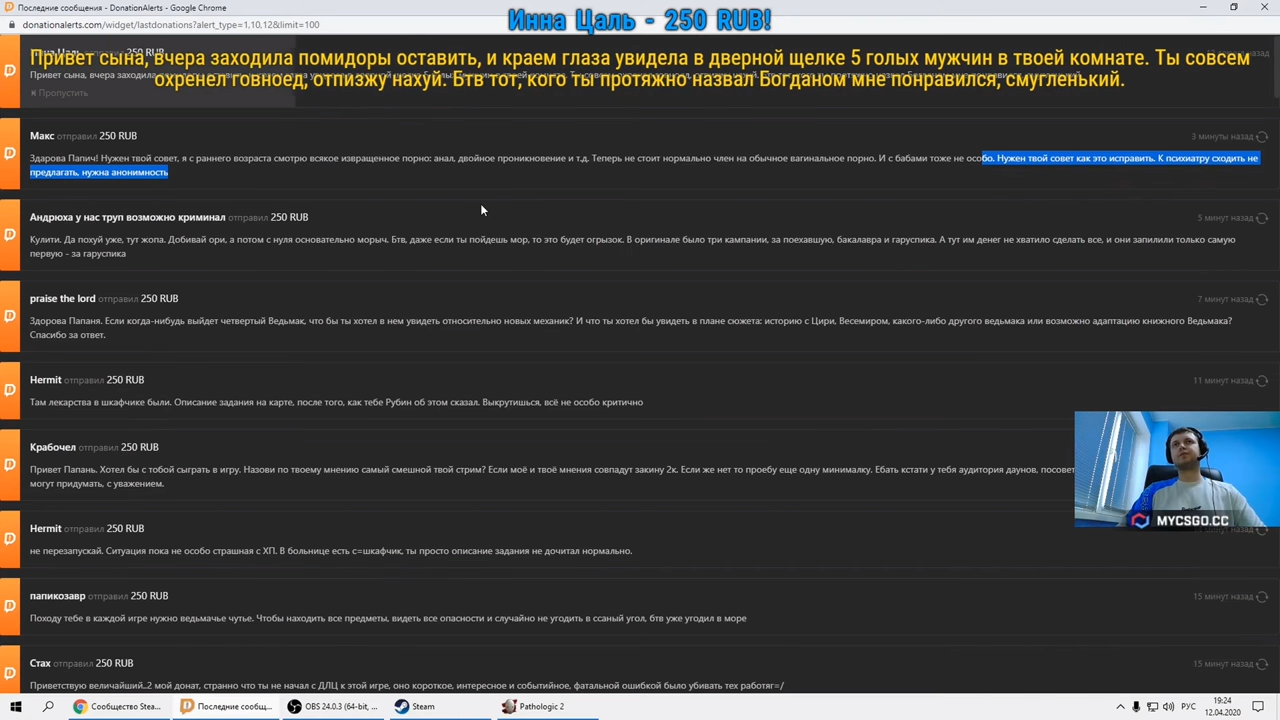 Последние сообщения - DonationAlerts - Google Chrome
donationalerts.com/widget/lastdonations?alert_type=1,10,12&limit=100
Инна Цаль - 250 RUB!
Привет сына, вчера заходила помидоры оставить, и краем глаза увидела в дверной щелке 5 голых мужчин в твоей комнате. Ты совсем
охренел говноед, отпизжу нахуй. Бтв тот, кого ты протяжно назвал Богданом мне понравился, смугленький.
Пропустить
Макс отправил 250 RUB
3 минуты назад
Здарова Папич! Нужен твой совет, я с раннего возраста смотрю всякое извращенное порно: анал, двойное проникновение и т.д. Теперь не стоит нормально член на обычное вагинальное порно. И с бабами тоже не особо. Нужен твой совет как это исправить. К психиатру сходить не
предлагать, нужна анонимность
Андрюха у нас труп возможно криминал отправил 250 RUB
5 минут назад
Кулити. Да похуй уже, тут жопа. Добивай ори, а потом с нуля основательно морыч. Бтв, даже если ты пойдешь мор, то это будет огрызок. В оригинале было три кампании, за поехавшую, бакалавра и гаруспика. А тут им денег не хватило сделать все, и они запилили только самую
первую - за гаруспика
praise the lord отправил 250 RUB
7 минут назад
Здорова Папаня. Если когда-нибудь выйдет четвертый Ведьмак, что бы ты хотел в нем увидеть относительно новых механик? И что ты хотел бы увидеть в плане сюжета: историю с Цири, Весемиром, какого-либо другого ведьмака или возможно адаптацию книжного Ведьмака?
Спасибо за ответ.
Hermit отправил 250 RUB
11 минут назад
Там лекарства в шкафчике были. Описание задания на карте, после того, как тебе Рубин об этом сказал. Выкрутишься, всё не особо критично
Крабочел отправил 250 RUB
Привет Папань. Хотел бы с тобой сыграть в игру. Назови по твоему мнению самый смешной твой стрим? Если моё и твоё мнения совпадут закину 2к. Если же нет то проебу еще одну минималку. Ебать кстати у тебя аудитория даунов, посовет
могут придумать, с уважением.
MYCSGO.CC
Hermit отправил 250 RUB
не перезапускай. Ситуация пока не особо страшная с ХП. В больнице есть с=шкафчик, ты просто описание задания не дочитал нормально.
папикозавр отправил 250 RUB
15 минут назад
Походу тебе в каждой игре нужно ведьмачье чутье. Чтобы находить все предметы, видеть все опасности и случайно не угодить в ссаный угол, бтв уже угодил в море
Стах отправил 250 RUB
15 минут назад
Приветствую величайший..2 мой донат, странно что ты не начал с ДЛЦ к этой игре, оно короткое, интересное и событийное, фатальной ошибкой было убивать тех работяг=/
Сообщество Stea...
Последние сообщ...
OBS 24.0.3 (64-bit, ...
Steam
Pathologic 2
РУС
19:24
12.04.2020